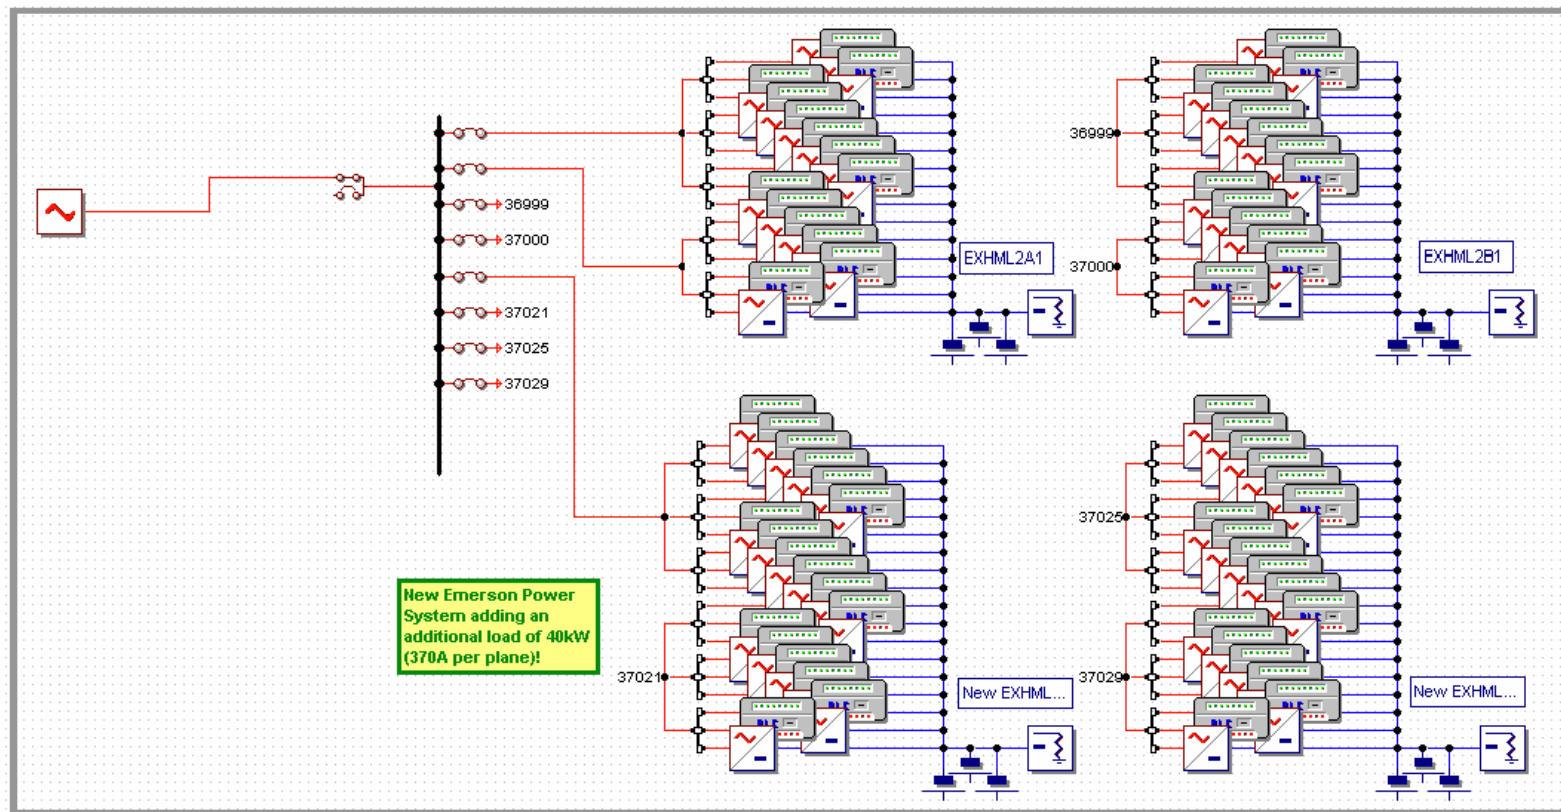 36999
37000
37021
37025
37029
EXHML2A1
36999
37000
EXHML2B1
New Emerson Power
System adding an
additional load of 40kW
(370A per plane)!
37021
New EXHML...
37025
37029
New EXHML...